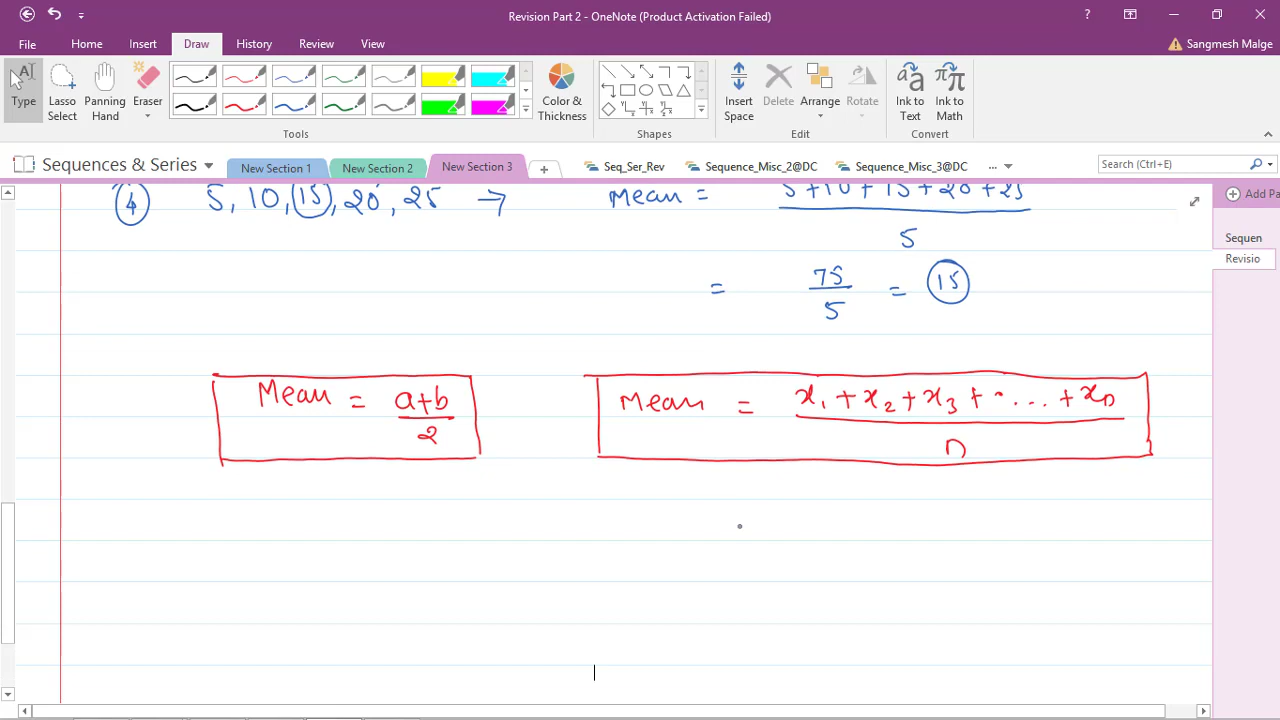 Revision Part 2 - OneNote (Product Activation Failed)
File Home Insert Draw History Review View Sangmesh Malge
Type Lasso Select Panning Hand Eraser Color & Thickness Insert Space Delete Arrange Rotate Ink to Text Ink to Math
Tools Shapes Edit Convert
Sequences & Series New Section 1 New Section 2 New Section 3 Seq_Ser_Rev Sequence_Misc_2@DC Sequence_Misc_3@DC ... Search (Ctrl+E)
Add Pa
Sequen
Revisio
④ 5, 10, 15, 20, 25 → Mean = 5+10+15+20+25 / 5
= 75/5 = 15
Mean = a+b / 2
Mean = x₁ + x₂ + x₃ + ..... + xn / n